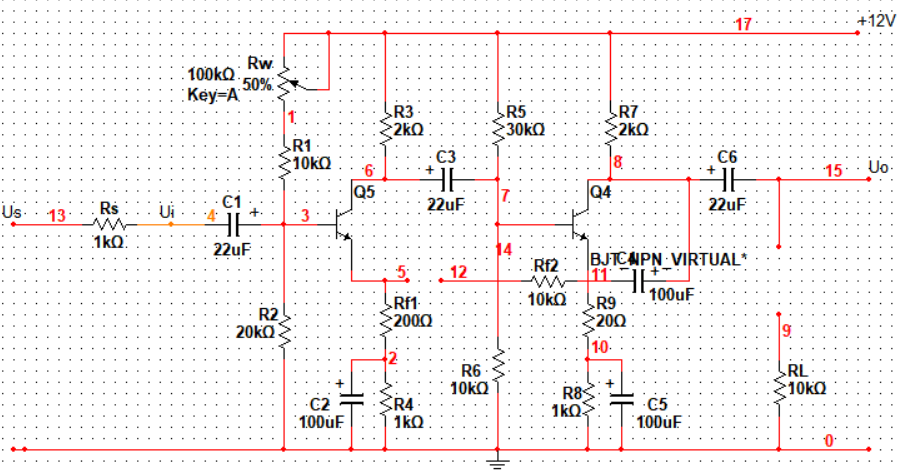 17
+12V
Rw
100kΩ
50%
Key=A
1
R3
2kΩ
R5
30kΩ
R7
2kΩ
R1
10kΩ
6
C3
+
22uF
8
C6
+
22uF
15
Uo
Q5
7
Q4
Us
13
Rs
1kΩ
Ui
4
C1
+
22uF
3
14
BJT_NPN_VIRTUAL*
5
12
Rf2
10kΩ
11
+
100uF
Rf1
200Ω
R9
20Ω
R2
20kΩ
9
2
10
R6
10kΩ
RL
10kΩ
+
C2
100uF
R4
1kΩ
R8
1kΩ
+
C5
100uF
0